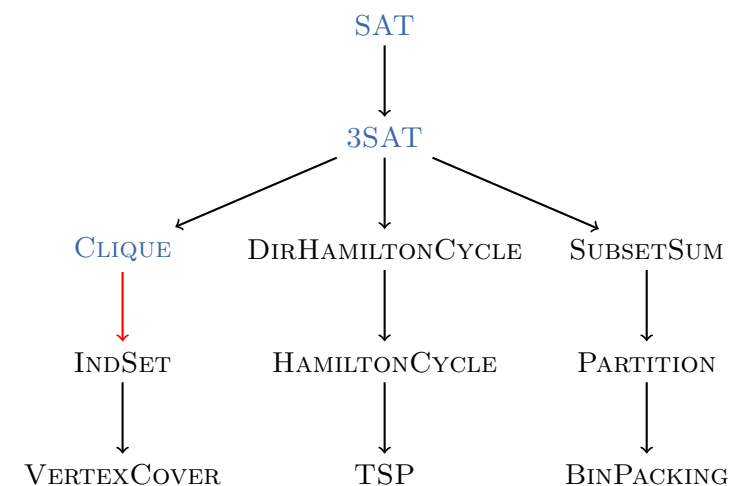 SAT
3SAT
CLIQUE DIRHAMILTONCYCLE SUBSETSUM
INDSET HAMILTONCYCLE PARTITION
VERTEXCOVER TSP BINPACKING